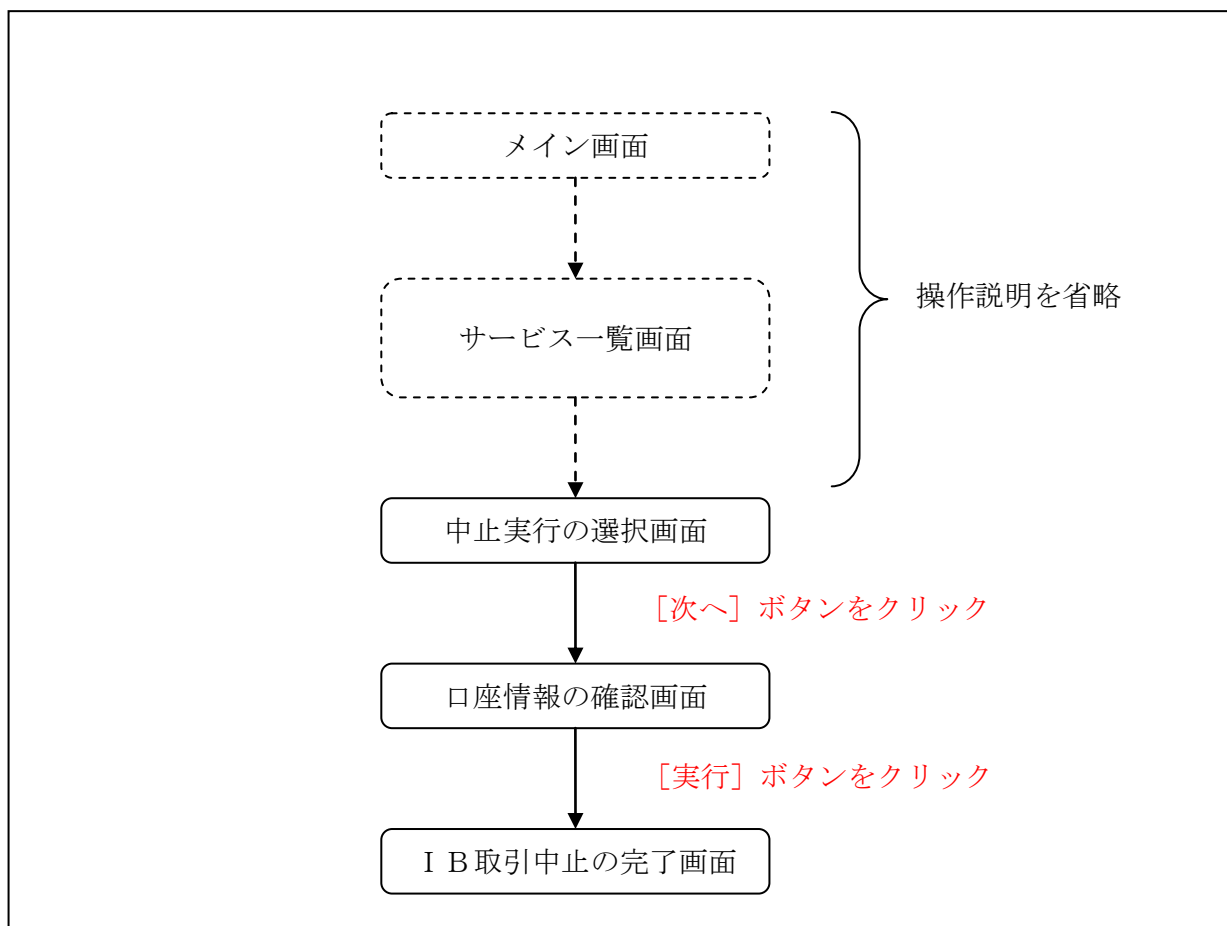 メイン画面
サービス一覧画面
操作説明を省略
中止実行の選択画面
［次へ］ボタンをクリック
口座情報の確認画面
［実行］ボタンをクリック
ＩＢ取引中止の完了画面